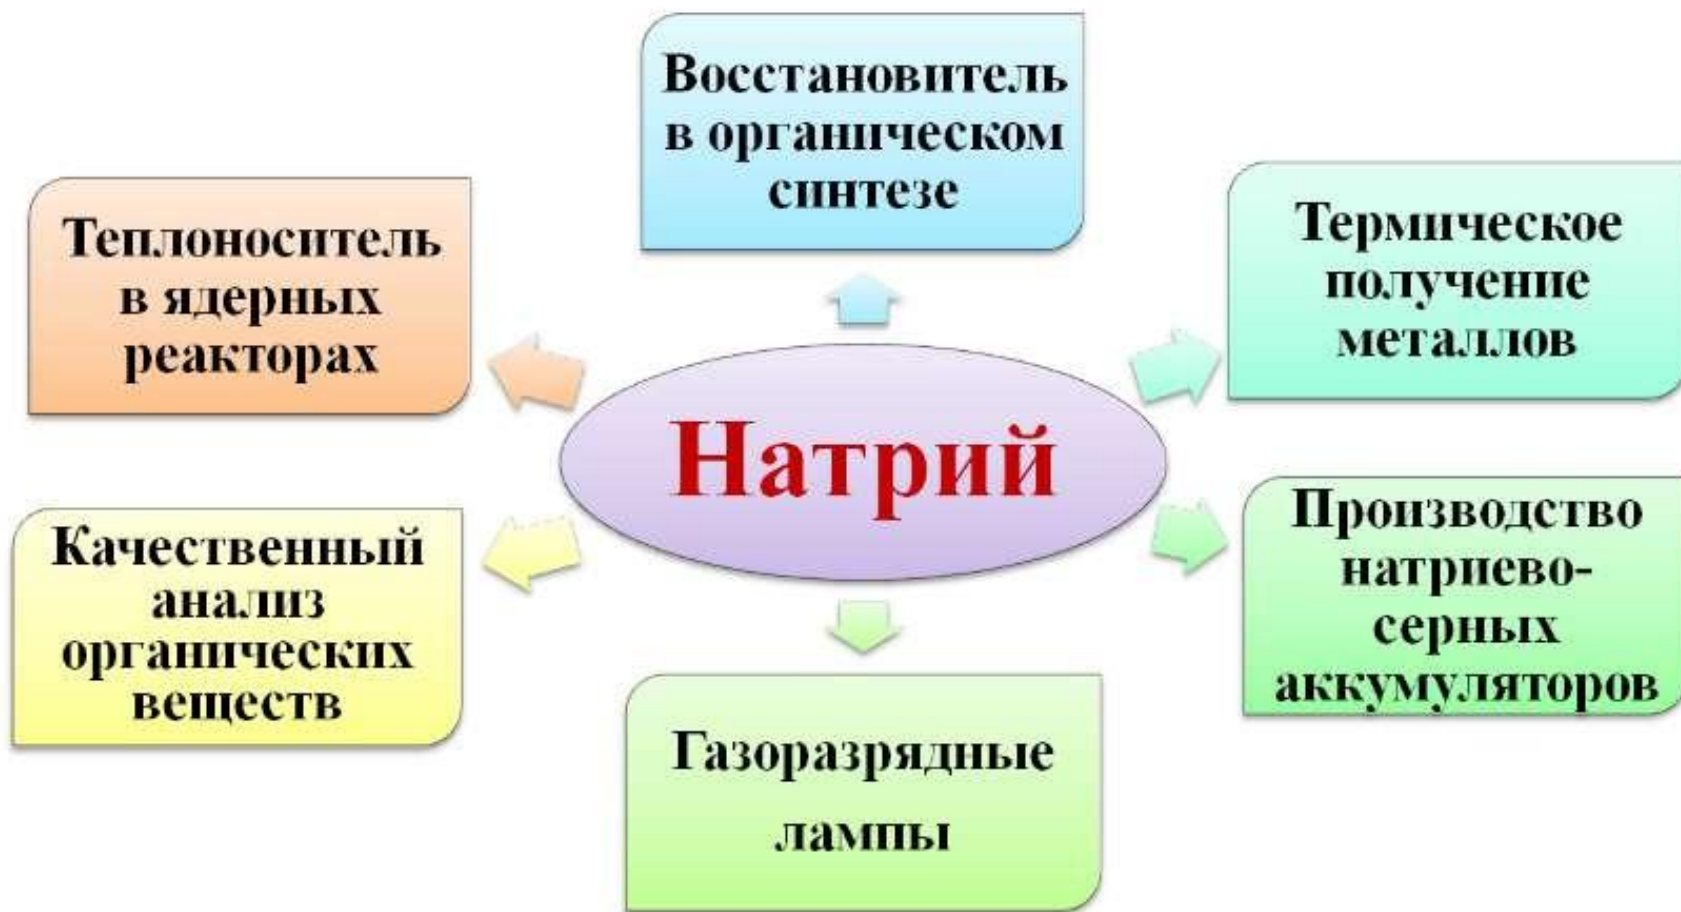 Восстановитель
в органическом
синтезе
Теплоноситель
в ядерных
реакторах
Термическое
получение
металлов
Натрий
Качественный
анализ
органических
веществ
Производство
натриево-
серных
аккумуляторов
Газоразрядные
лампы